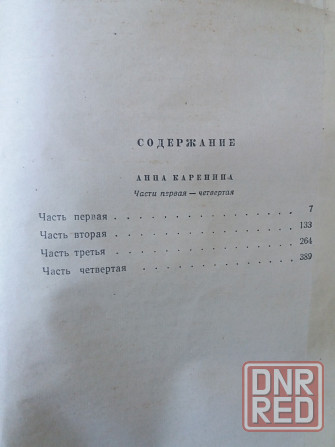 СОДЕРЖАНИЕ
АННА КАРЕНИНА
Части первая — четвертая
Часть первая . . . . . . . . . . . . . . 7
Часть вторая . . . . . . . . . . . . . . 133
Часть третья . . . . . . . . . . . . . . 264
Часть четвертая . . . . . . . . . . . . 389
DNR
RED